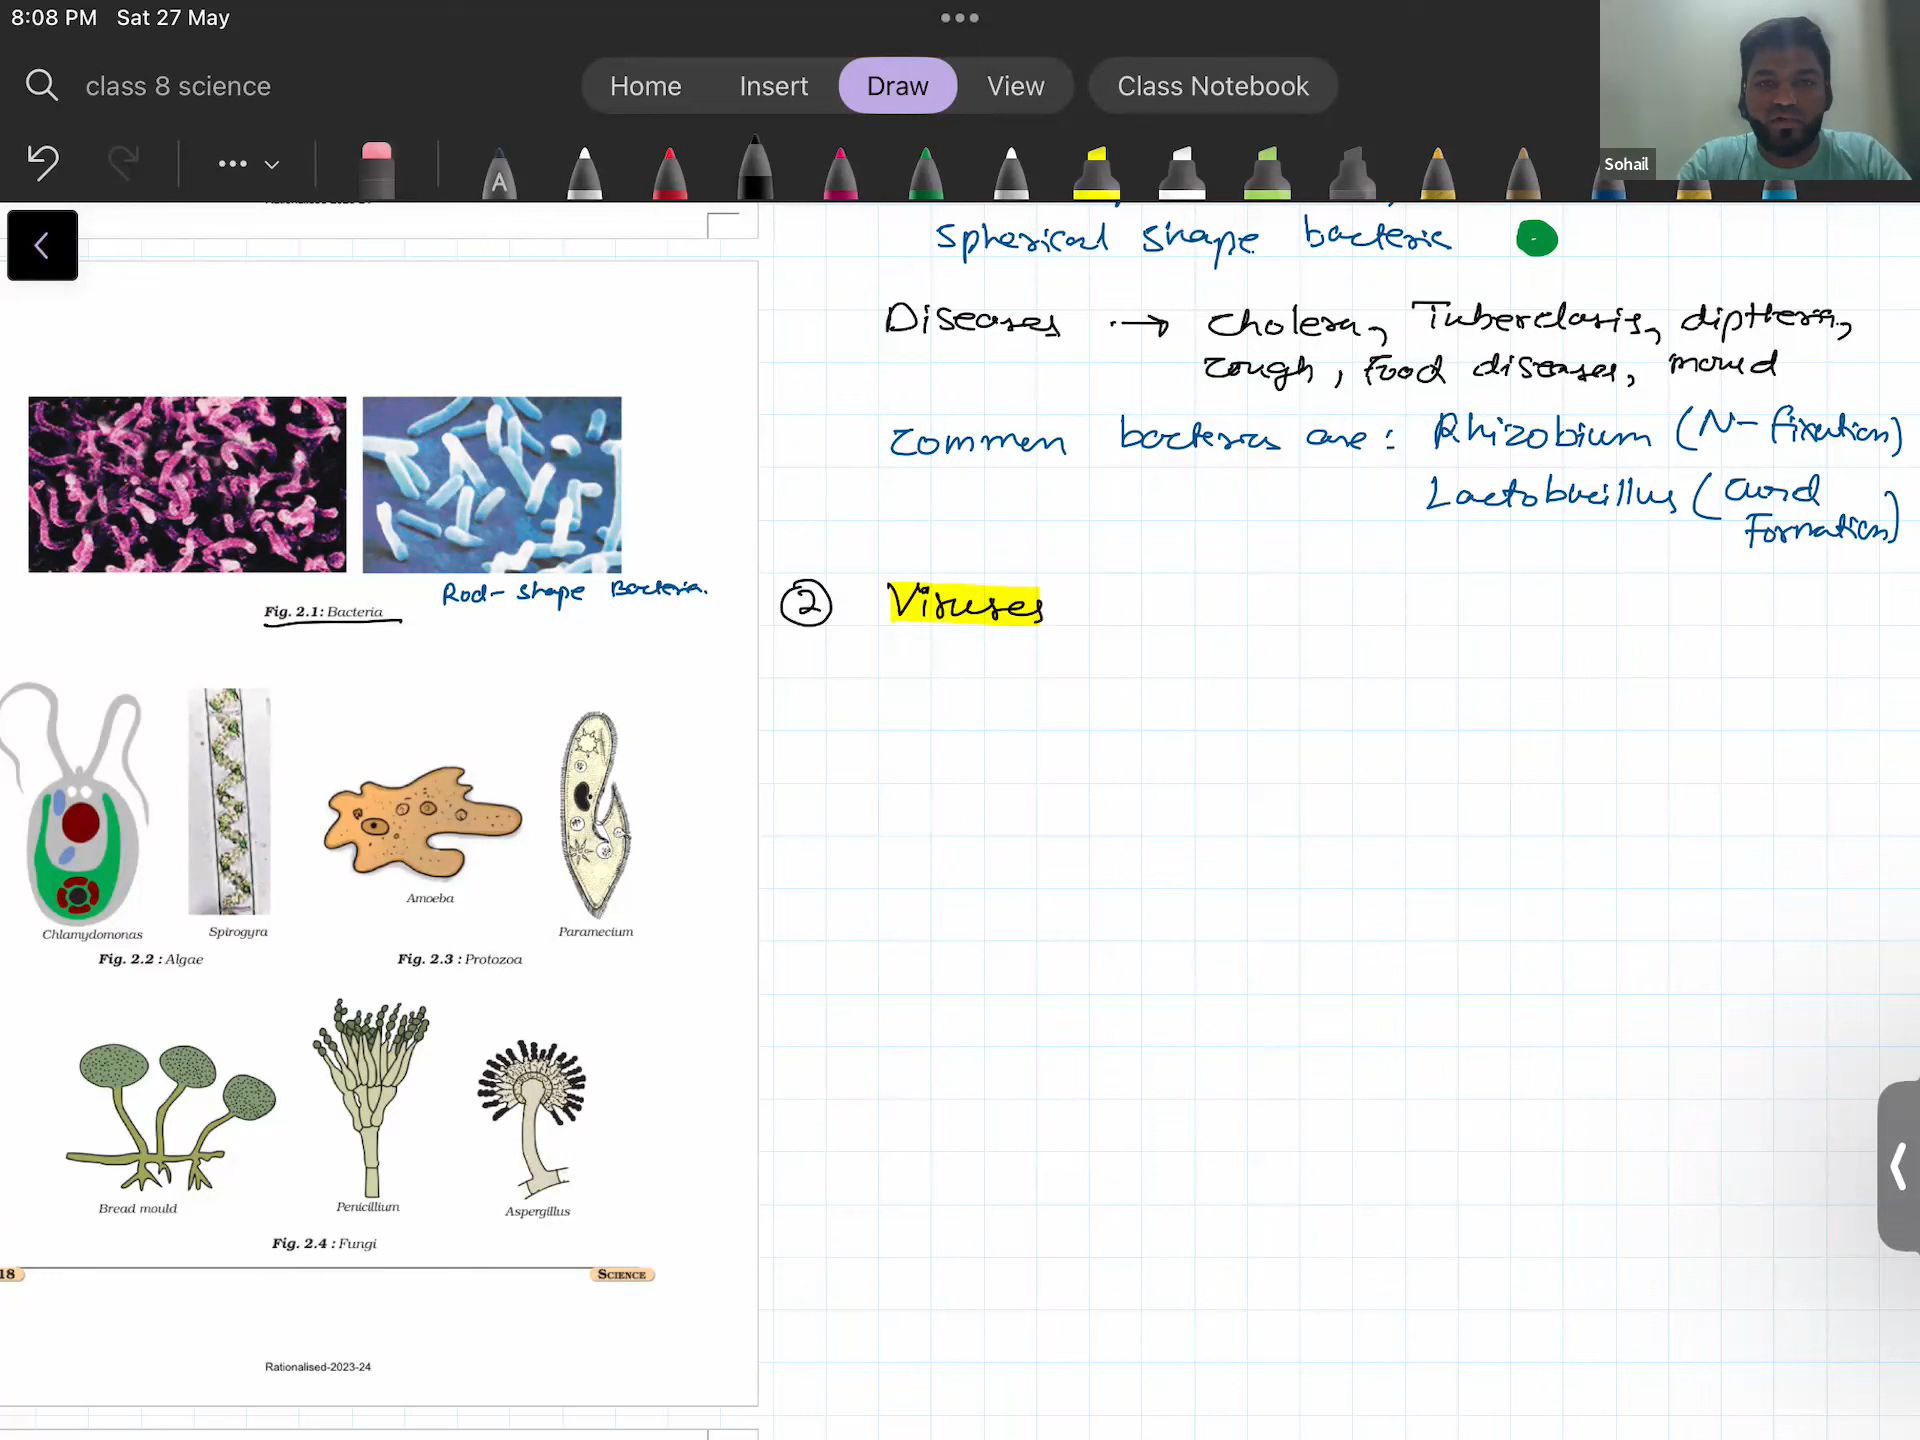 8:08 PM Sat 27 May
class 8 science
Home Insert Draw View Class Notebook
A
Sohail
Spherical shape bacteria
Diseases → Cholera, Tuberclosis,
Cough, Food diseases,
Common bacterias are: Rhizobium (N-fixation)
Lactobacillus (Curd
Formation)
Rod-shape Bacteria.
Fig. 2.1: Bacteria
② Viruses
Amoeba
Chlamydomonas Spirogyra Paramecium
Fig. 2.2 : Algae Fig. 2.3 : Protozoa
Bread mould Penicillium Aspergillus
Fig. 2.4 : Fungi
18 SCIENCE
Rationalised-2023-24